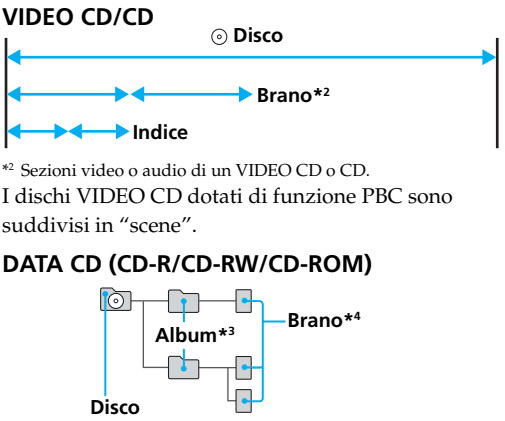 VIDEO CD/CD
Disco
Brano*2
Indice
*2 Sezioni video o audio di un VIDEO CD o CD.
I dischi VIDEO CD dotati di funzione PBC sono
suddivisi in “scene”.
DATA CD (CD-R/CD-RW/CD-ROM)
Brano*4
Album*3
Disco